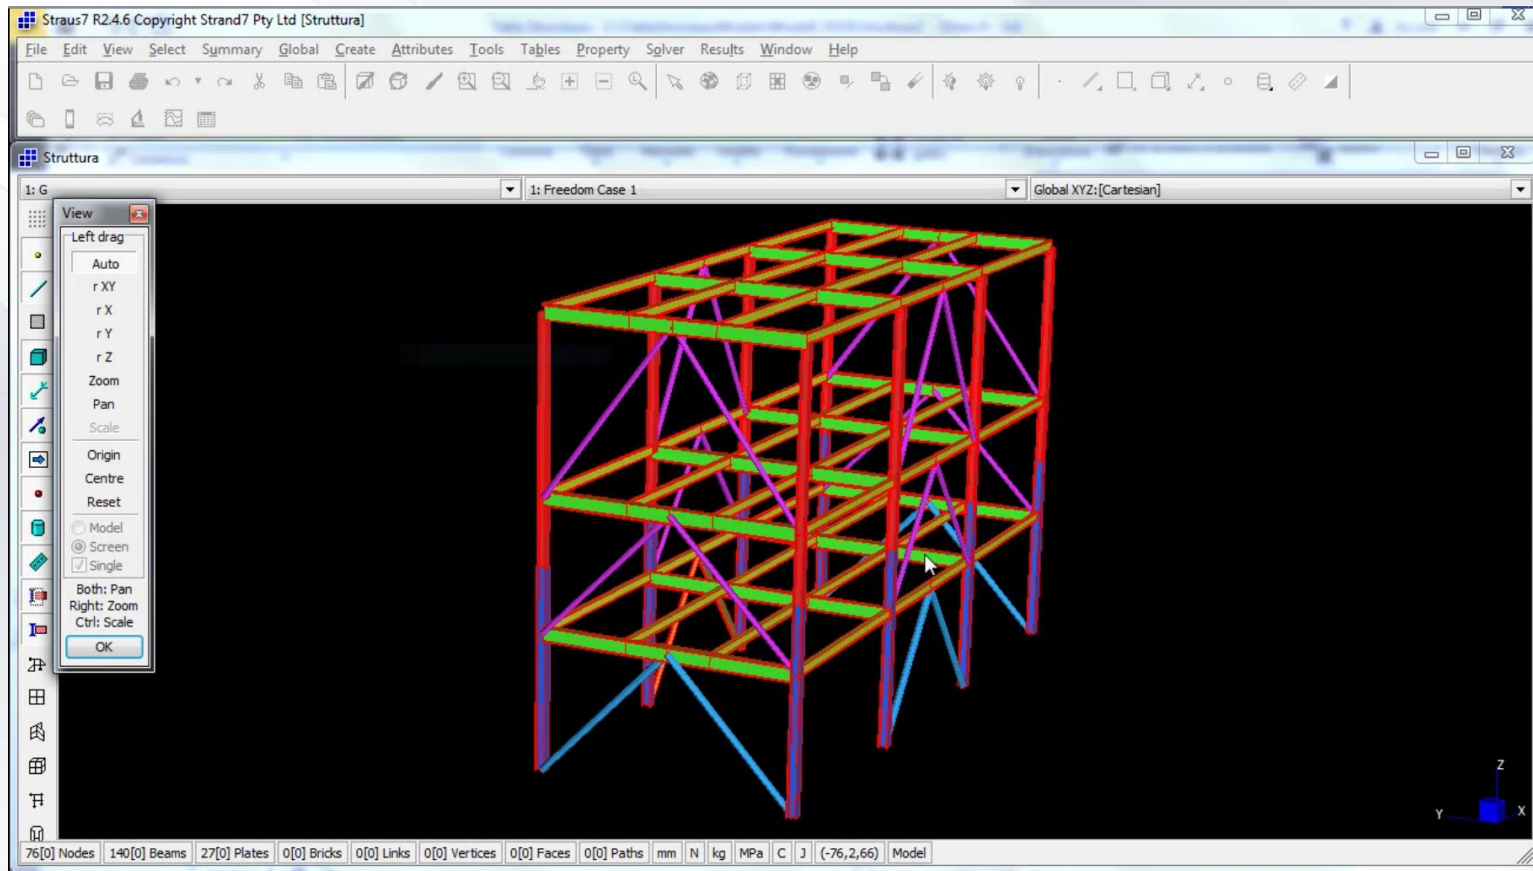 Straus7 R2.4.6 Copyright Strand7 Pty Ltd [Struttura]
File Edit View Select Summary Global Create Attributes Tools Tables Property Solver Results Window Help
Struttura
1: G
1: Freedom Case 1
Global XYZ:[Cartesian]
View
Left drag
Auto
r XY
r X
r Y
r Z
Zoom
Pan
Scale
Origin
Centre
Reset
Model
Screen
Single
Both: Pan
Right: Zoom
Ctrl: Scale
OK
Z
Y
X
76[0] Nodes 140[0] Beams 27[0] Plates 0[0] Bricks 0[0] Links 0[0] Vertices 0[0] Faces 0[0] Paths mm N kg MPa C J (-76,2,66) Model